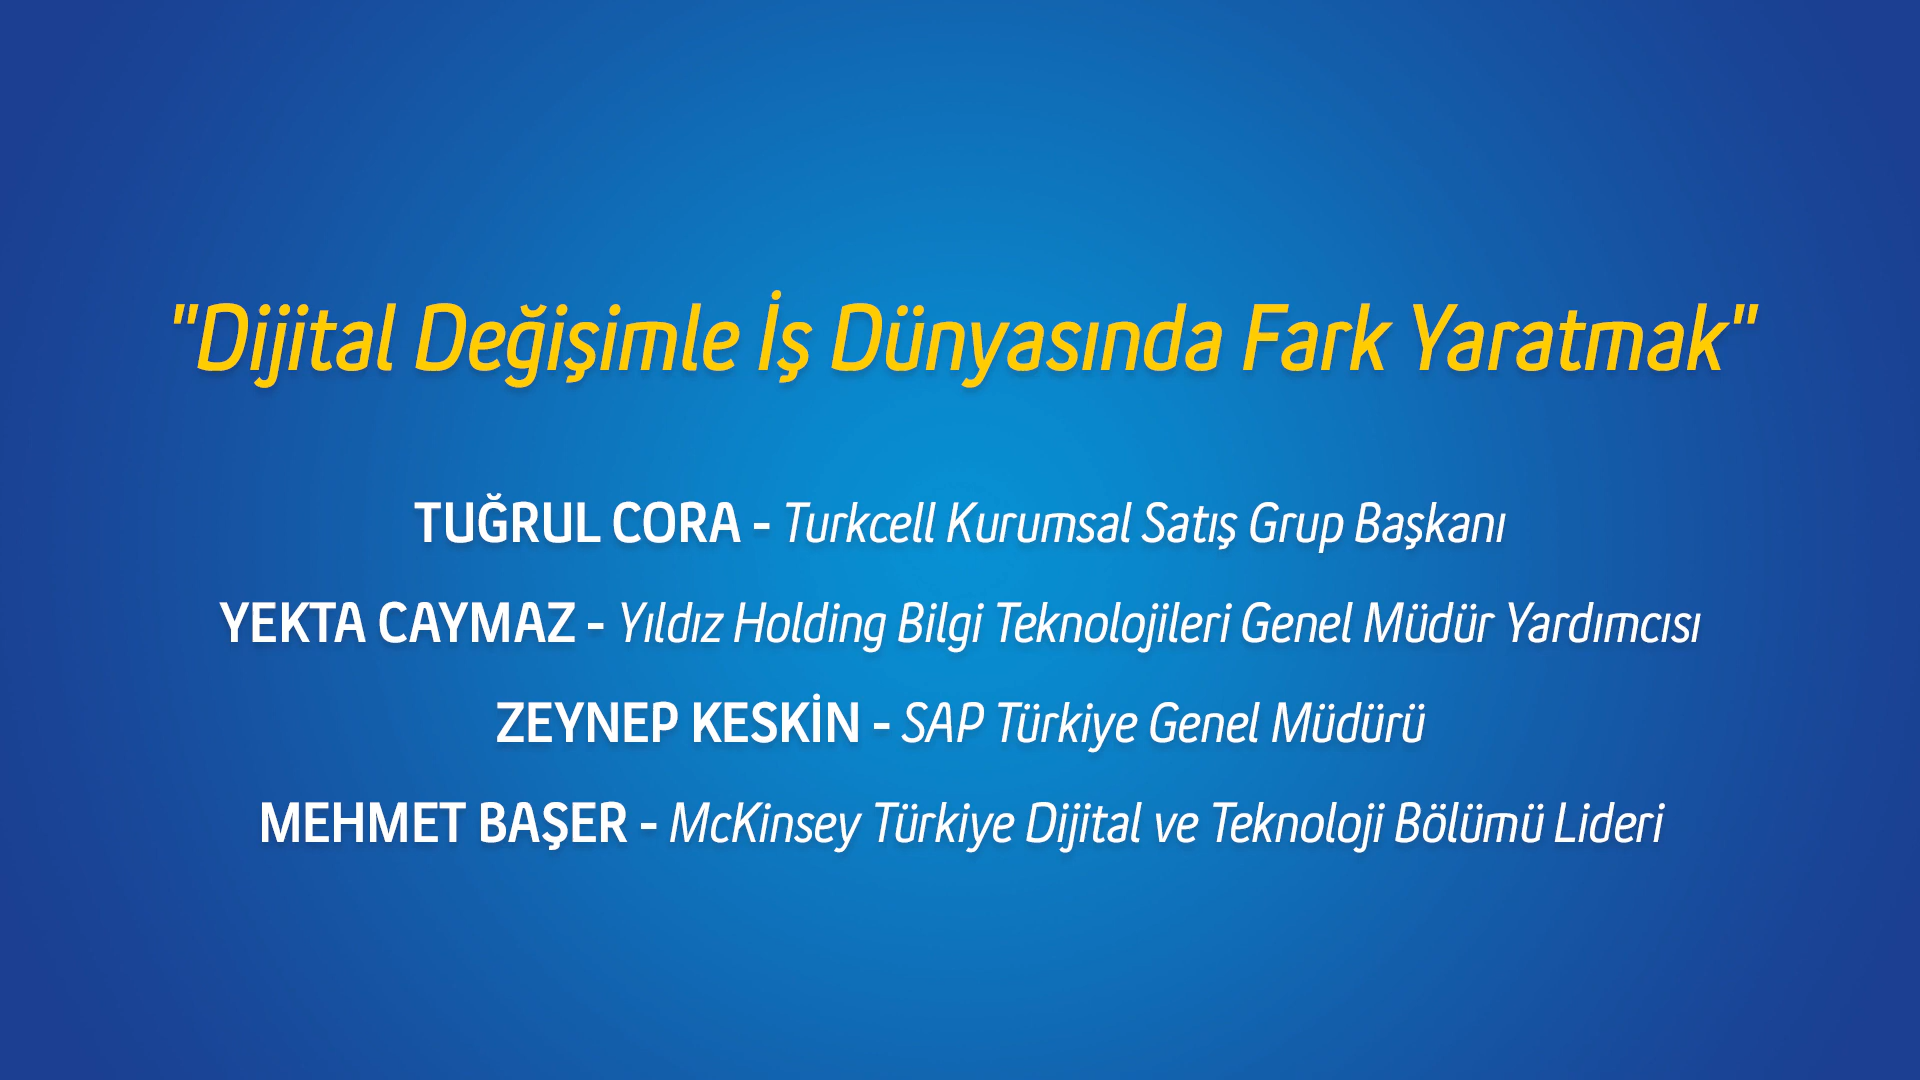 "Dijital Değişimle İş Dünyasında Fark Yaratmak"
TUĞRUL CORA - Turkcell Kurumsal Satış Grup Başkanı
YEKTA CAYMAZ - Yıldız Holding Bilgi Teknolojileri Genel Müdür Yardımcısı
ZEYNEP KESKİN - SAP Türkiye Genel Müdürü
MEHMET BAŞER - McKinsey Türkiye Dijital ve Teknoloji Bölümü Lideri